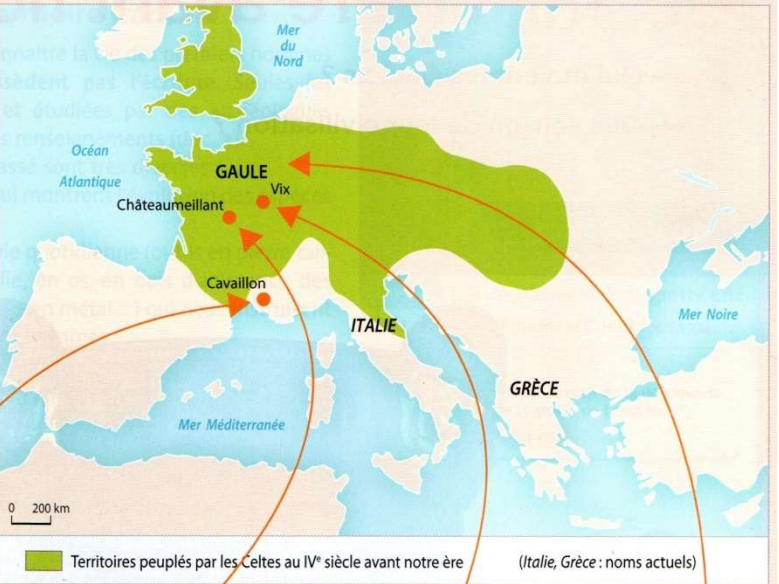 Mer
du
Nord
Océan
Atlantique
GAULE
Vix
Châteaumeillant
Cavaillon
ITALIE
Mer Noire
GRÈCE
Mer Méditerranée
0 200 km
Territoires peuplés par les Celtes au IVᵉ siècle avant notre ère (Italie, Grèce : noms actuels)